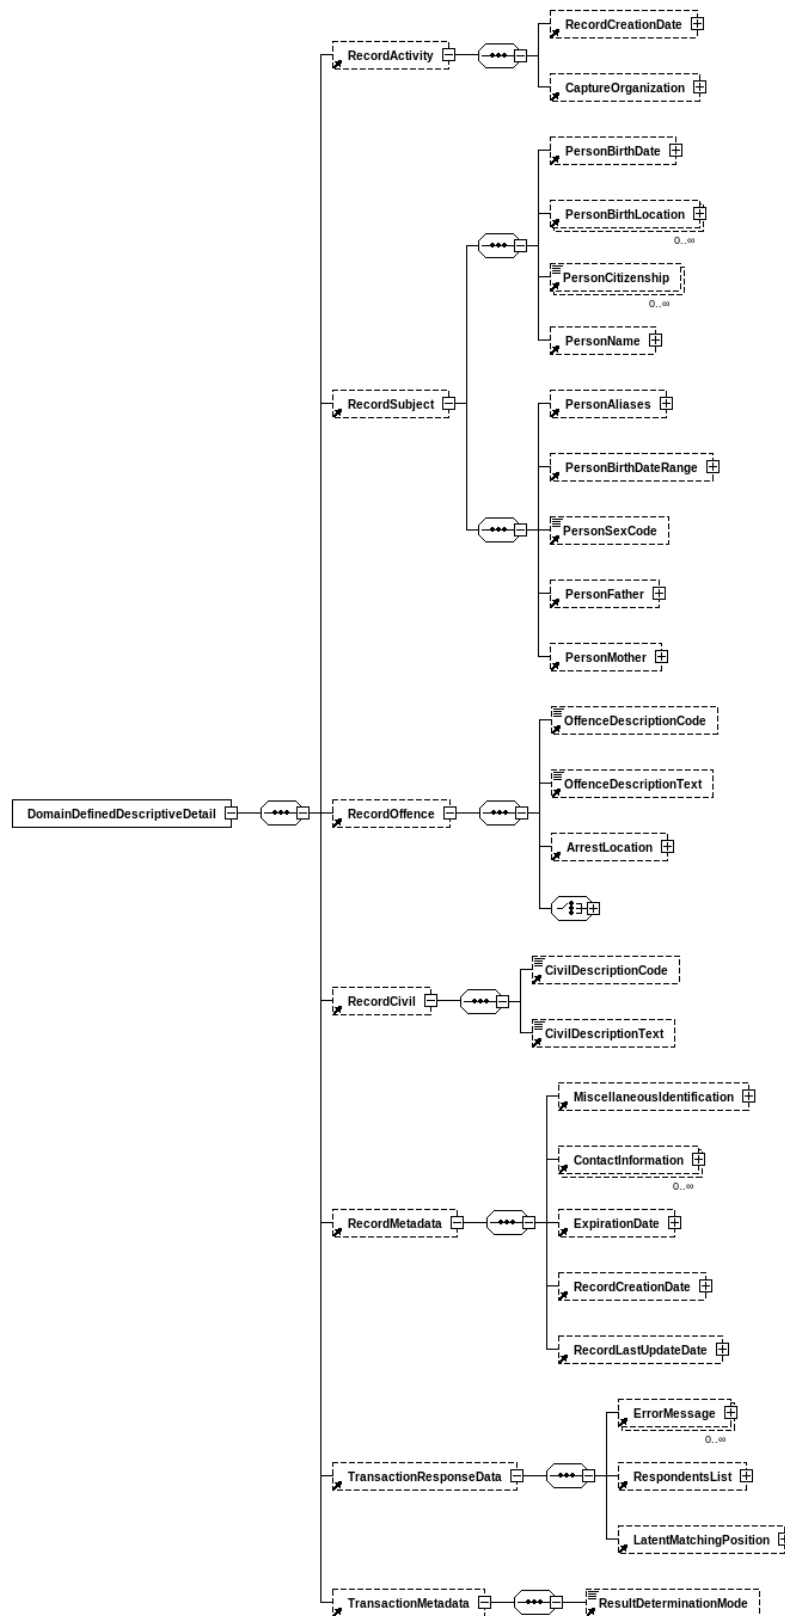 RecordCreationDate
RecordActivity
CaptureOrganization
PersonBirthDate
PersonBirthLocation
0..∞
PersonCitizenship
0..∞
PersonName
RecordSubject
PersonAliases
PersonBirthDateRange
PersonSexCode
PersonFather
PersonMother
OffenceDescriptionCode
OffenceDescriptionText
DomainDefinedDescriptiveDetail
RecordOffence
ArrestLocation
CivilDescriptionCode
RecordCivil
CivilDescriptionText
MiscellaneousIdentification
ContactInformation
0..∞
RecordMetadata
ExpirationDate
RecordCreationDate
RecordLastUpdateDate
ErrorMessage
0..∞
TransactionResponseData
RespondentsList
LatentMatchingPosition
TransactionMetadata
ResultDeterminationMode